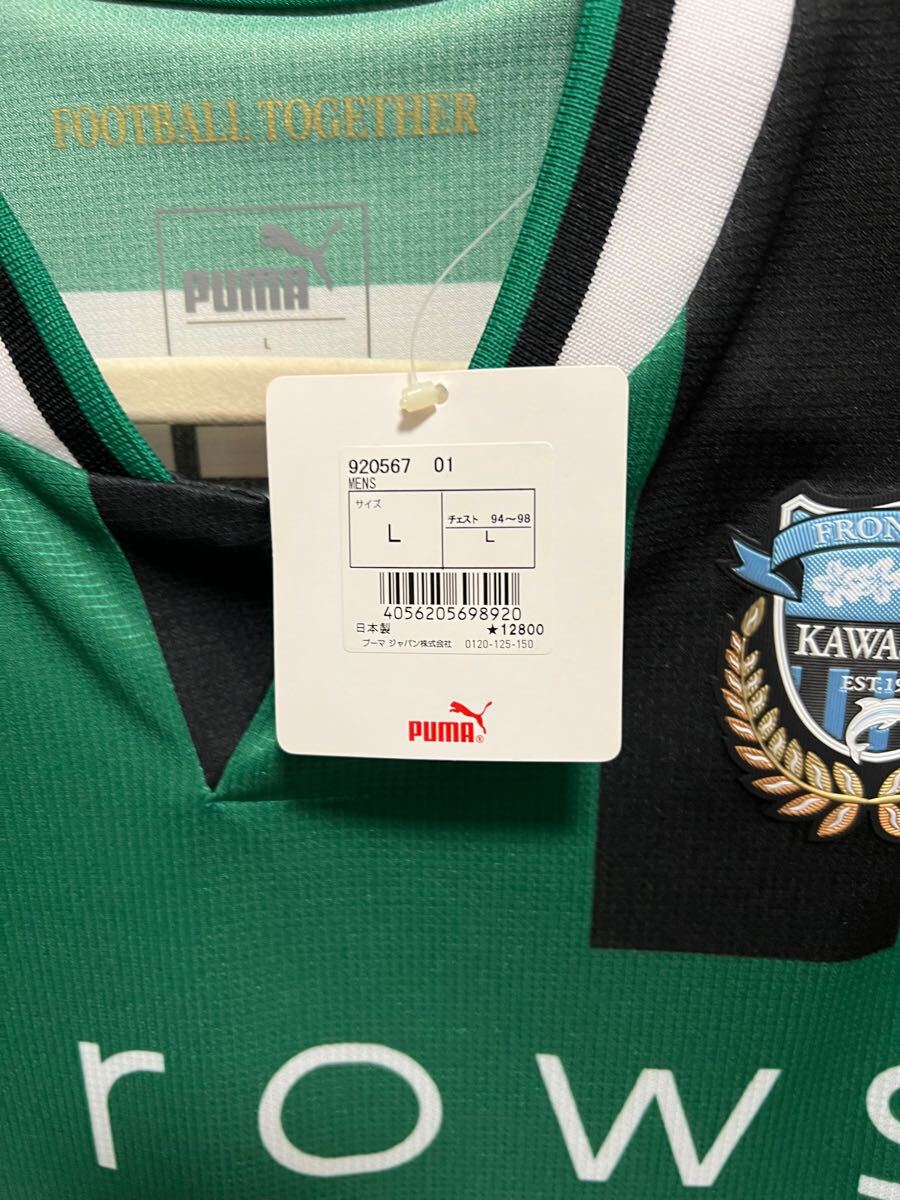 FOOTBALL TOGETHER
PUMA
L
920567 01
MENS
サイズ
L
チェスト 94～98
L
4056205698920
日本製 ★12800
プーマ ジャパン株式会社 0120-125-150
PUMA®
FRON
KAWAS
EST.19
rows